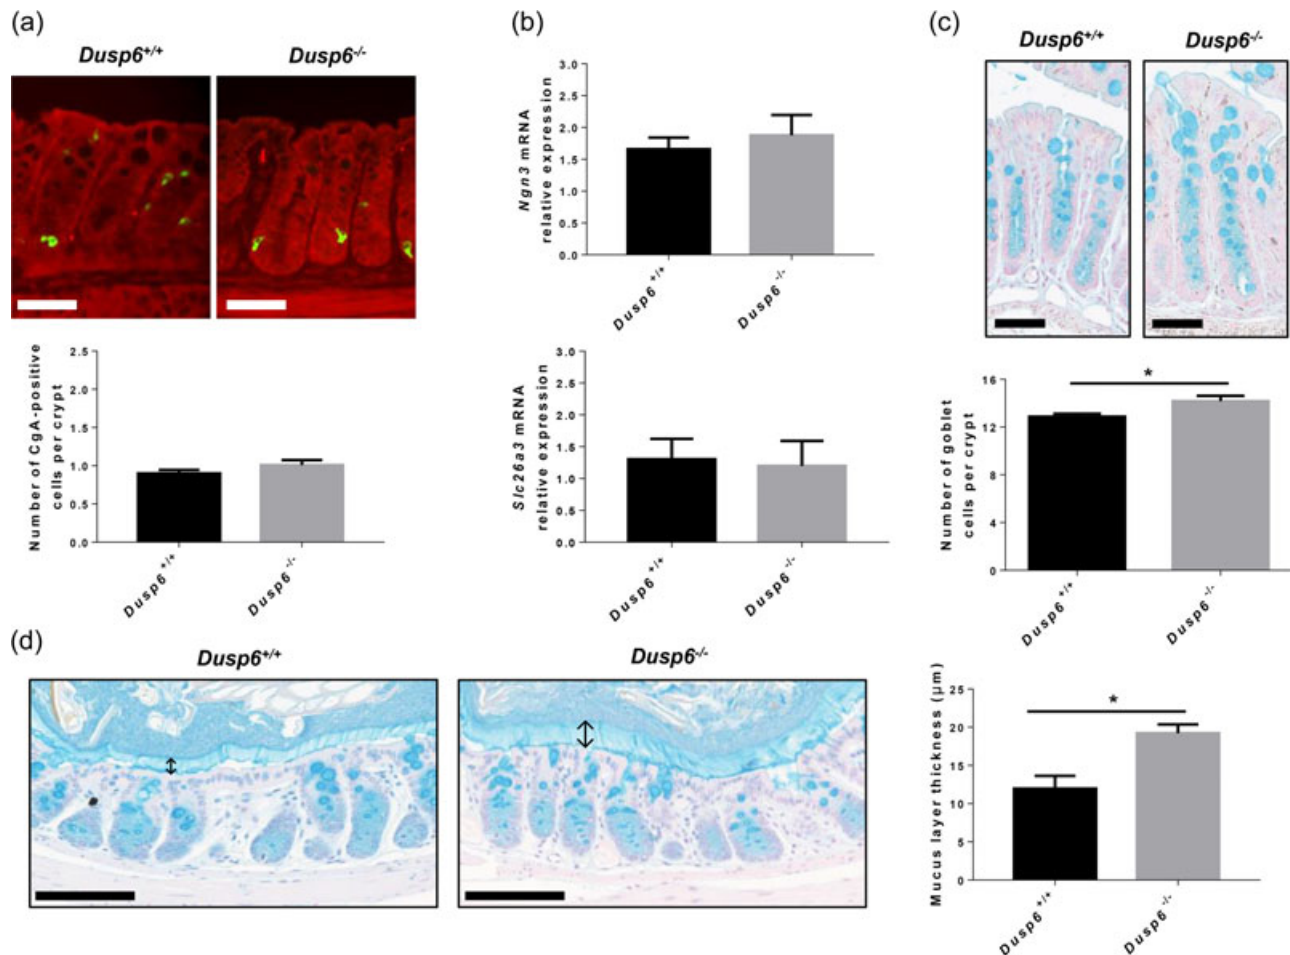 (a)
Dusp6+/+
Dusp6-/-
Number of CgA-positive
cells per crypt
2.5
2.0
1.5
1.0
0.5
0.0
Dusp6+/+
Dusp6-/-
(b)
Ngn3 mRNA
relative expression
3.0
2.5
2.0
1.5
1.0
0.5
0.0
Dusp6+/+
Dusp6-/-
Slc26a3 mRNA
relative expression
3.0
2.5
2.0
1.5
1.0
0.5
0.0
Dusp6+/+
Dusp6-/-
(c)
Dusp6+/+
Dusp6-/-
Number of goblet
cells per crypt
16
12
8
4
0
*
Dusp6+/+
Dusp6-/-
(d)
Dusp6+/+
Dusp6-/-
Mucus layer thickness (µm)
25
20
15
10
5
0
*
Dusp6+/+
Dusp6-/-